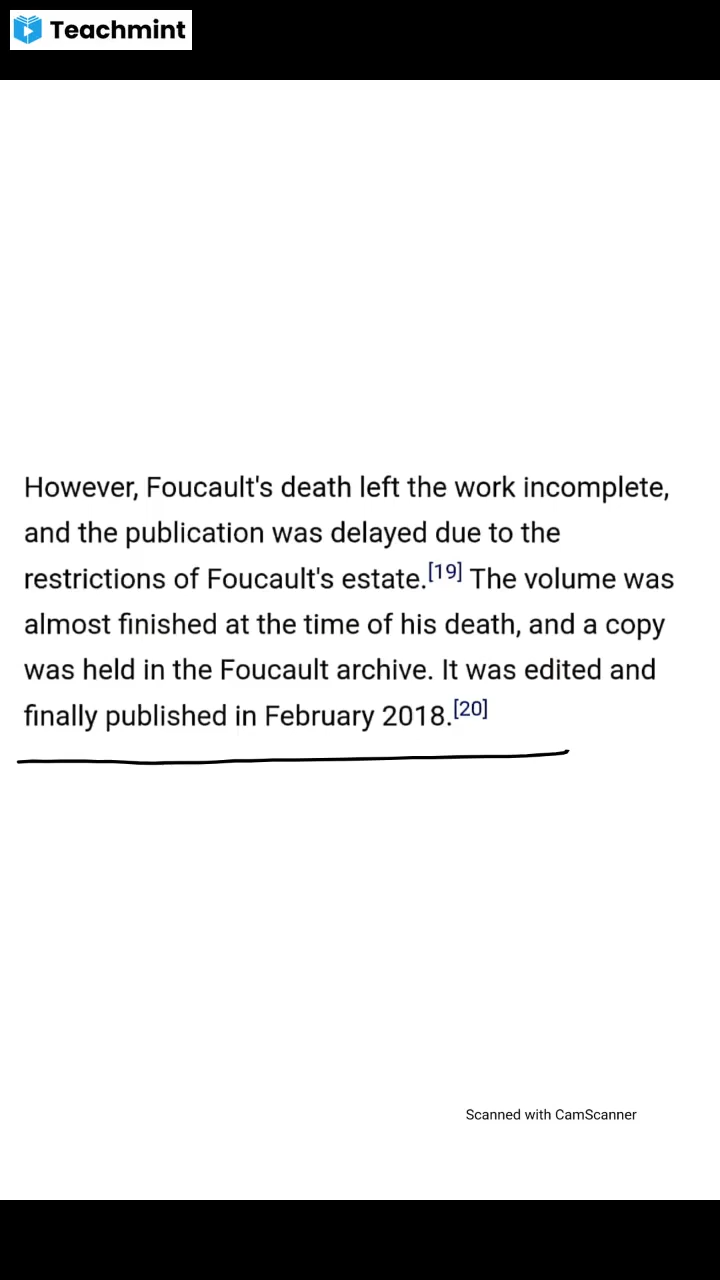 Teachmint
However, Foucault's death left the work incomplete,
and the publication was delayed due to the
restrictions of Foucault's estate.[19] The volume was
almost finished at the time of his death, and a copy
was held in the Foucault archive. It was edited and
finally published in February 2018.[20]
Scanned with CamScanner